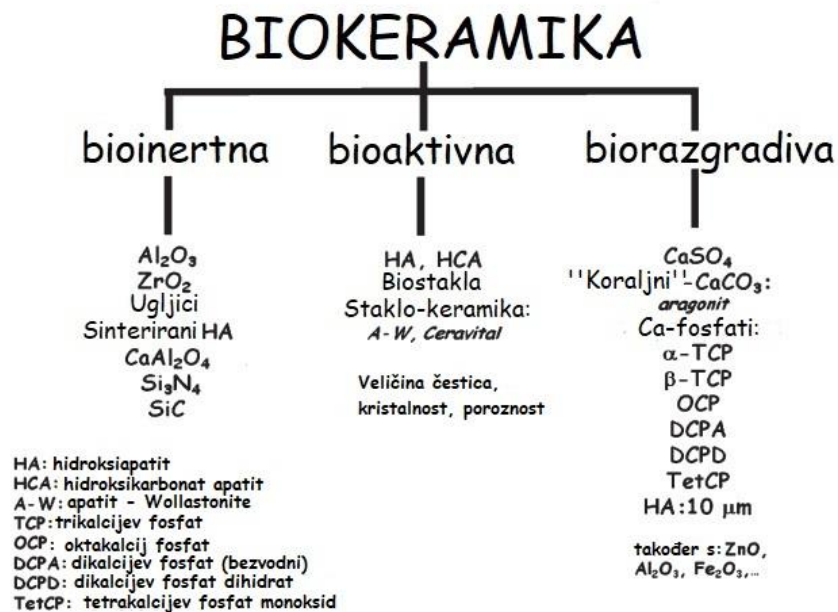 BIOKERAMIKA
bioinertna
Al₂O₃
ZrO₂
Ugljici
Sinterirani HA
CaAl₂O₄
Si₃N₄
SiC
bioaktivna
HA, HCA
Biostakla
Staklo-keramika:
A-W, Ceravital
Veličina čestica,
kristalnost, poroznost
biorazgradiva
CaSO₄
''Koraljni''-CaCO₃:
aragonit
Ca-fosfati:
α-TCP
β-TCP
OCP
DCPA
DCPD
TetCP
HA:10 μm
također s: ZnO,
Al₂O₃, Fe₂O₃,...
HA: hidroksiapatit
HCA: hidroksikarbonat apatit
A-W: apatit - Wollastonite
TCP: trikalcijev fosfat
OCP: oktakalcij fosfat
DCPA: dikalcijev fosfat (bezvodni)
DCPD: dikalcijev fosfat dihidrat
TetCP: tetrakalcijev fosfat monoksid